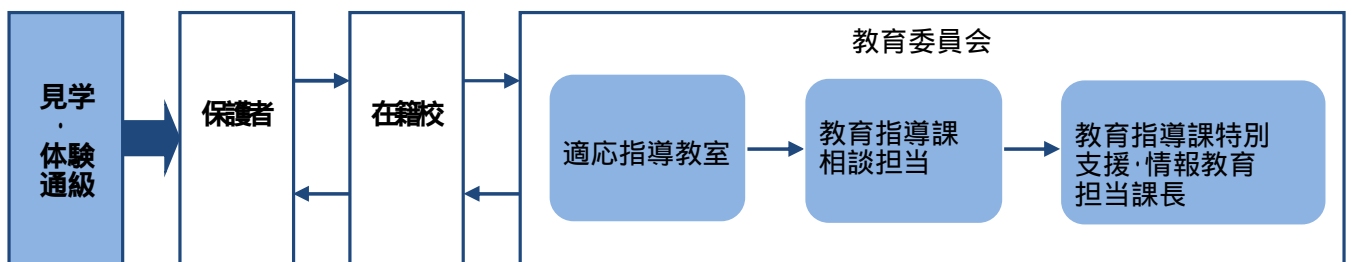 見学
・
体験
通級
保護者
在籍校
教育委員会
適応指導教室
教育指導課
相談担当
教育指導課特別
支援・情報教育
担当課長